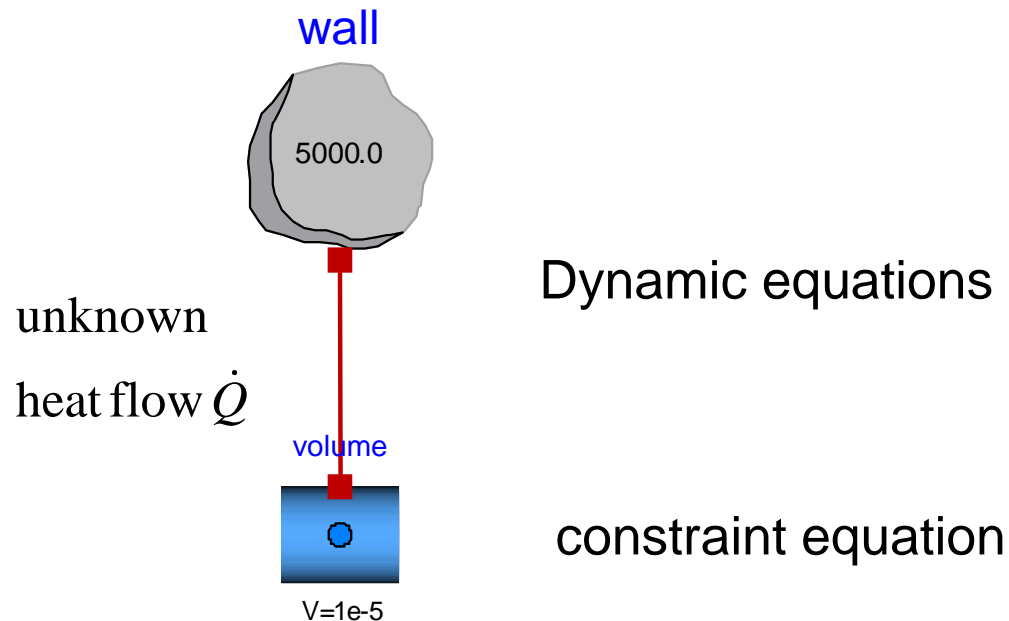 wall
5000.0
Dynamic equations
unknown
heat flow Q̇
volume
constraint equation
V=1e-5